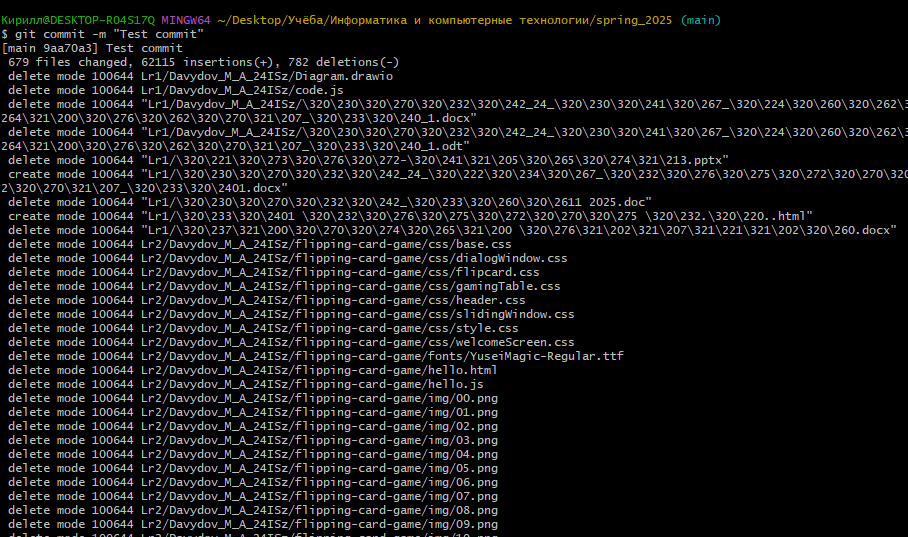 Кирилл@DESKTOP-RO4S17Q MINGW64 ~/Desktop/Учёба/Информатика и компьютерные технологии/spring_2025 (main)
$ git commit -m "Test commit"
[main 9aa70a3] Test commit
 679 files changed, 62115 insertions(+), 782 deletions(-)
 delete mode 100644 Lr1/Davydov_M_A_24ISz/Diagram.drawio
 delete mode 100644 Lr1/Davydov_M_A_24ISz/code.js
 delete mode 100644 "Lr1/Davydov_M_A_24ISz/\320\230\320\270\320\232\320\242_24_\320\230\320\241\320\267_\320\224\320\260\320\262\3
264\321\200\320\276\320\262\320\270\321\207_\320\233\320\240_1.docx"
 delete mode 100644 "Lr1/Davydov_M_A_24ISz/\320\230\320\270\320\232\320\242_24_\320\230\320\241\320\267_\320\224\320\260\320\262\3
264\321\200\320\276\320\262\320\270\321\207_\320\233\320\240_1.odt"
 delete mode 100644 "Lr1/\320\221\320\273\320\276\320\272-\320\241\321\205\320\265\320\274\321\213.pptx"
 create mode 100644 "Lr1/\320\230\320\270\320\232\320\242_24_\320\222\320\234\320\267_\320\232\320\276\320\275\320\272\320\270\320
2\320\270\321\207_\320\233\320\2401.docx"
 delete mode 100644 "Lr1/\320\230\320\270\320\232\320\242_\320\233\320\260\320\2611 2025.doc"
 create mode 100644 "Lr1/\320\233\320\2401 \320\232\320\276\320\275\320\272\320\270\320\275 \320\232.\320\220..html"
 delete mode 100644 "Lr1/\320\237\321\200\320\270\320\274\320\265\321\200 \320\276\321\202\321\207\321\221\321\202\320\260.docx"
 delete mode 100644 Lr2/Davydov_M_A_24ISz/flipping-card-game/css/base.css
 delete mode 100644 Lr2/Davydov_M_A_24ISz/flipping-card-game/css/dialogWindow.css
 delete mode 100644 Lr2/Davydov_M_A_24ISz/flipping-card-game/css/flipcard.css
 delete mode 100644 Lr2/Davydov_M_A_24ISz/flipping-card-game/css/gamingTable.css
 delete mode 100644 Lr2/Davydov_M_A_24ISz/flipping-card-game/css/header.css
 delete mode 100644 Lr2/Davydov_M_A_24ISz/flipping-card-game/css/slidingWindow.css
 delete mode 100644 Lr2/Davydov_M_A_24ISz/flipping-card-game/css/style.css
 delete mode 100644 Lr2/Davydov_M_A_24ISz/flipping-card-game/css/welcomeScreen.css
 delete mode 100644 Lr2/Davydov_M_A_24ISz/flipping-card-game/fonts/YuseiMagic-Regular.ttf
 delete mode 100644 Lr2/Davydov_M_A_24ISz/flipping-card-game/hello.html
 delete mode 100644 Lr2/Davydov_M_A_24ISz/flipping-card-game/hello.js
 delete mode 100644 Lr2/Davydov_M_A_24ISz/flipping-card-game/img/00.png
 delete mode 100644 Lr2/Davydov_M_A_24ISz/flipping-card-game/img/01.png
 delete mode 100644 Lr2/Davydov_M_A_24ISz/flipping-card-game/img/02.png
 delete mode 100644 Lr2/Davydov_M_A_24ISz/flipping-card-game/img/03.png
 delete mode 100644 Lr2/Davydov_M_A_24ISz/flipping-card-game/img/04.png
 delete mode 100644 Lr2/Davydov_M_A_24ISz/flipping-card-game/img/05.png
 delete mode 100644 Lr2/Davydov_M_A_24ISz/flipping-card-game/img/06.png
 delete mode 100644 Lr2/Davydov_M_A_24ISz/flipping-card-game/img/07.png
 delete mode 100644 Lr2/Davydov_M_A_24ISz/flipping-card-game/img/08.png
 delete mode 100644 Lr2/Davydov_M_A_24ISz/flipping-card-game/img/09.png